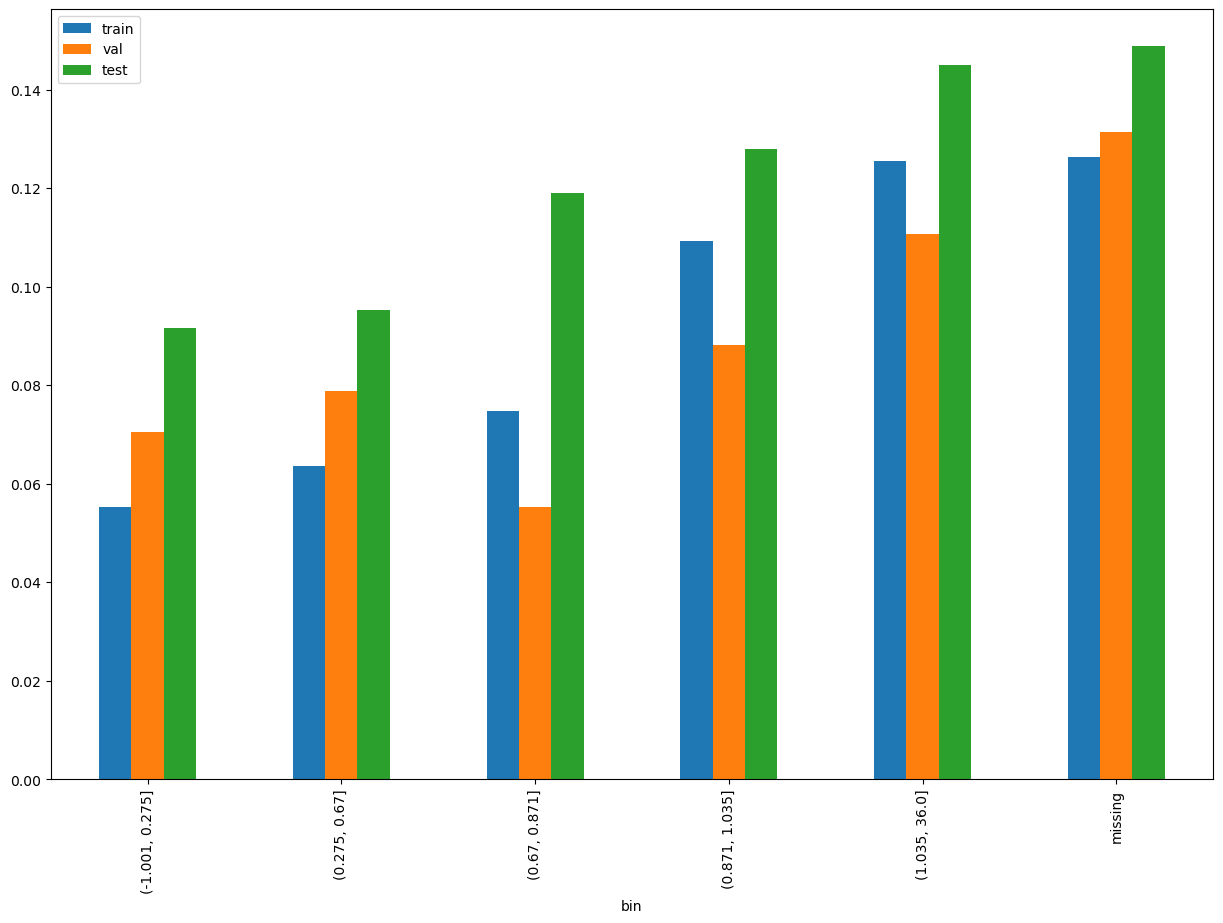 train
val
test
0.14
0.12
0.10
0.08
0.06
0.04
0.02
0.00
(-1.001, 0.275]
(0.275, 0.67]
(0.67, 0.871]
(0.871, 1.035]
(1.035, 36.0]
missing
bin